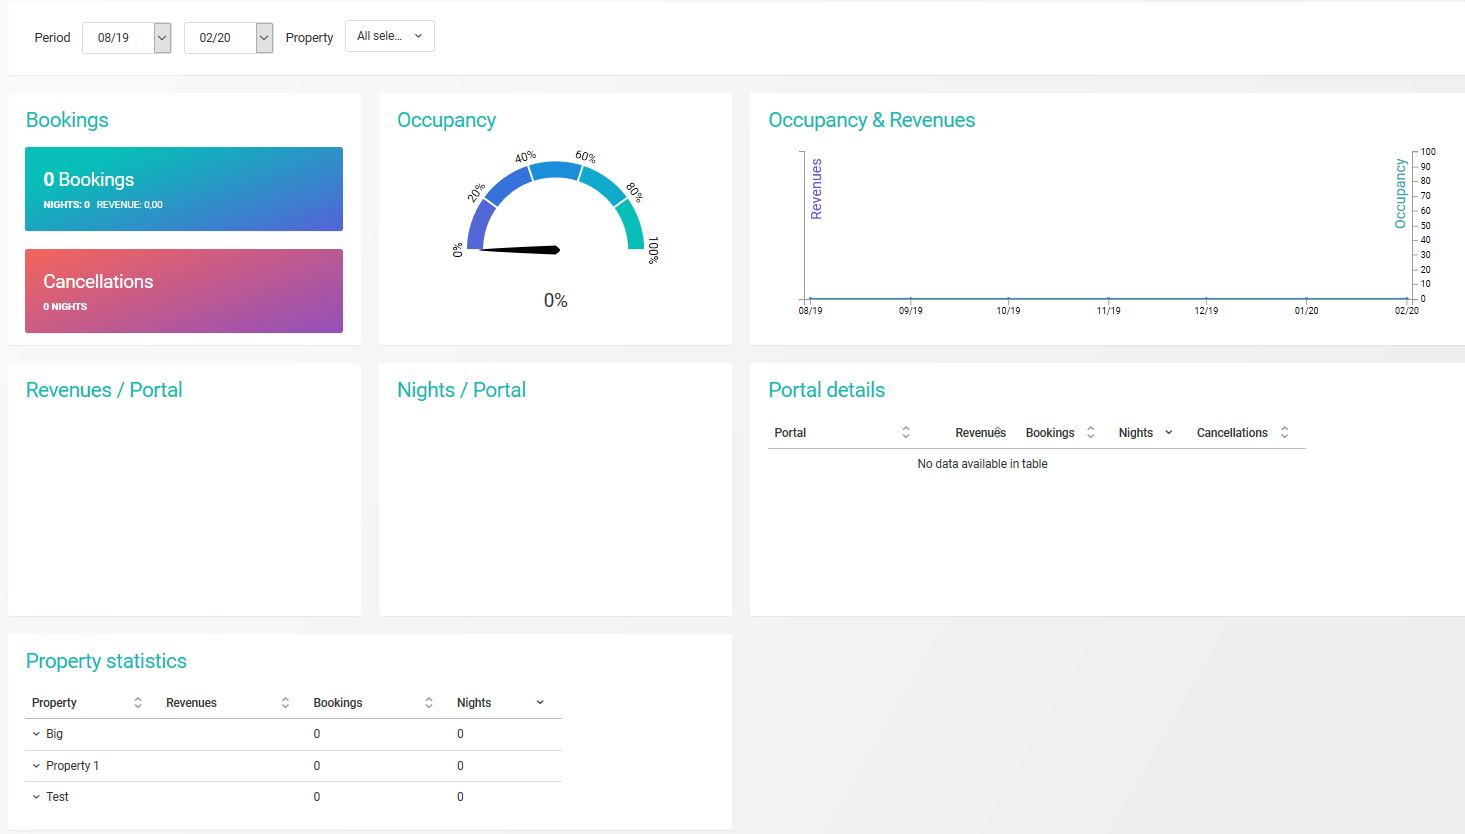 Period 08/19 02/20 Property All sele...
Bookings
0 Bookings
NIGHTS: 0 REVENUE: 0,00
Cancellations
0 NIGHTS
Occupancy
0%
20%
40%
60%
80%
100%
0%
Occupancy & Revenues
Revenues
Occupancy
100
90
80
70
60
50
40
30
20
10
0
08/19 09/19 10/19 11/19 12/19 01/20 02/20
Revenues / Portal
Nights / Portal
Portal details
Portal Revenues Bookings Nights Cancellations
No data available in table
Property statistics
Property Revenues Bookings Nights
Big 0 0
Property 1 0 0
Test 0 0